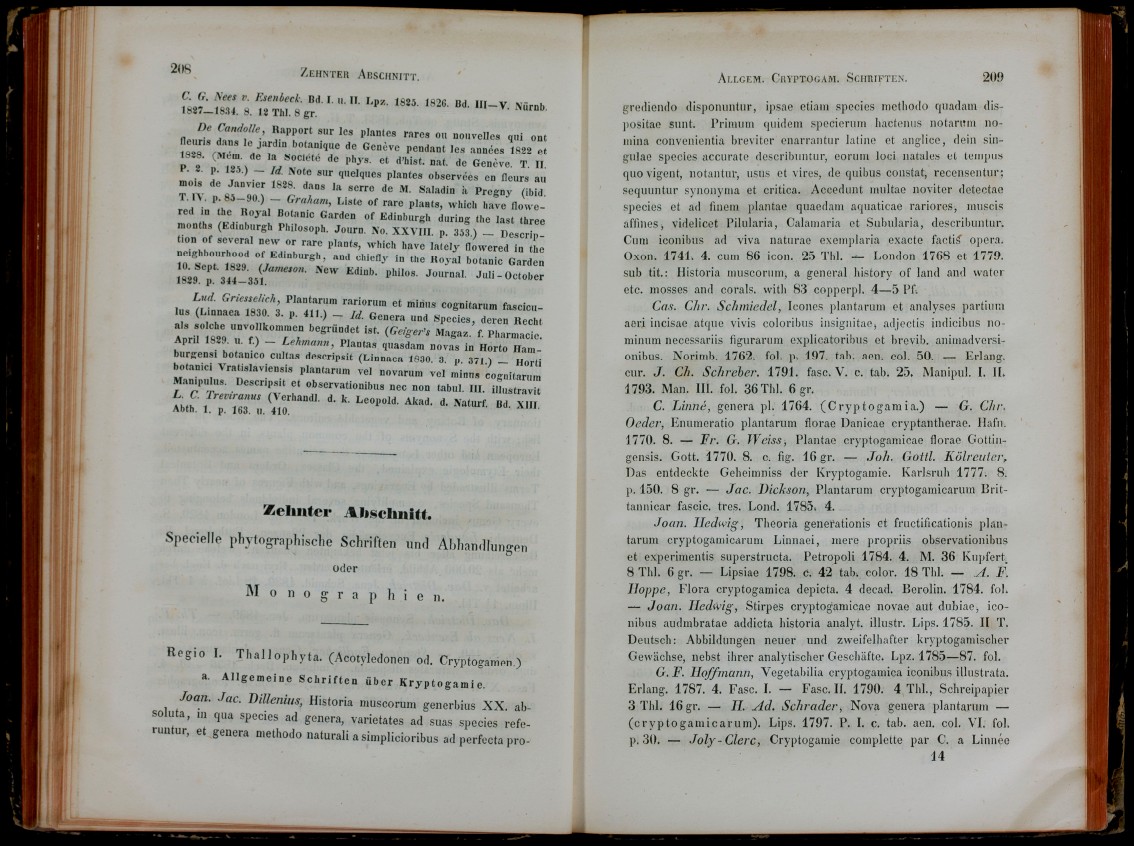 208
ZEHNTER ABSCHNITT.
C. G. Nees v. Esenbeck. Bd. I. u. II. Lpz. 1825. 1826. Bd. III—V. Nürnb.
1827—1834. 8. 12 Thl. 8 gr.
De Candolle, Rapport sur les plantes rares ou nouvelles qui ont
fleuris dans le jardin botanique de Genève pendant les années 1822 et
1828. (Mém. de la Société de phys. et d'hist. nat. de Genève. T. II.
P. 2. p. 125.) — Id. Note sur quelques plantes observées en fleurs au
mois de Janvier 1828. dans la serre de M. Saladin à Pregny (ibid.
T. IV. p. 85—90.) — Graham, Liste of rare plants, which have flowe-
red in the Royal Botanic Garden of Edinburgh during the last three
months (Edinburgh Philosoph. Journ. No. XXVIII. p. 353.) — Descrip-
tion of several new or rare plants, which have lately flowered in the
neighbourhood of Edinburgh, and chiefly in the Royal botanic Garden
10. Sept. 1829. (Jameson. New Edinb. philos. Journal. Juli-October
1829. p. 344—351.
Lud. Griesselich, Plantarum rariorum et minus cognitarum fascicu-
lus (Linnaea 1830. 3. p. 411.) — Id. Genera und Species, deren Recht
als solche unvollkommen begründet ist. (Geiger's Magaz. f. Pharmacie.
April 1829. u. f.) — Lehmann, Plantas quasdam novas in Horto Ham-
burgensi botanico cultas descripsit (Linnaea 1830. 3. p. 371.) — Horti
botanici Vratislaviensis plantarum vel novarum vel minus cognitarum
Manipulus. Descripsit et observationibus nec non tabul. III. illustravit
L. C. Treviranus (Verhandl. d. k. Leopold. Akad. d. Naturf. Bd. XIII.
Abth. 1. p. 163. u. 410.
Zehnter Abschnitt.
Specielle phytographische Schriften und Abhandlungen
oder
Monographien.
Regio I. Thallophyta. (Acotyledonen od. Cryptogamen.)
a. Allgemeine Schriften über Kryptogamie.
Joan. Jac. Dillenius, Historia muscorum generbius XX. ab-
soluta, in qua species ad genera, varietates ad suas species refe-
runtur, et genera methodo naturali a simplicioribus ad perfecta pro-
ALLGEM. CRYPTOGAM. SCHRIFTEN.
209
grediendo disponuntur, ipsae etiam species methodo quadam dis-
positae sunt. Primum quidem specierum hactenus notarum no-
mina convenientia breviter enarrantur latine et anglice, dein sin-
gulae species accurate describuntur, eorum loci natales et tempus
quo vigent, notantur, usus et vires, de quibus constat, recensentur;
sequuntur synonyma et critica. Accedunt multae noviter detectae
species et ad finem plantae quaedam aquaticae rariores, muscis
affines, videlicet Pilularia, Calamaria et Subularia, describuntur.
Cum iconibus ad viva naturae exemplaria exacte factis opera.
Oxon. 1741. 4. cum 86 icon. 25 Thl. — London 1768 et 1779.
sub tit.: Historia muscorum, a general history of land and water
etc. mosses and corals. with 83 copperpl. 4—5 Pf.
Cas. Chr. Schmiedel, Icones plantarum et analyses partium
aeri incisae atque vivis coloribus insignitae, adjectis indicibus no-
minum necessariis figurarum explicatoribus et brevib. animadversi-
onibus. Norimb. 1762. fol. p. 197. tab. aen. col. 50. — Erlang.
cur. J. Ch. Schreber. 1791. fasc. V. c. tab. 25. Manipul. I. II.
1793. Man. III. fol. 36 Thl. 6 gr.
C. Linné, genera pl. 1764. (Cryptogamia.) — G. Chr.
Oeder, Enumeratio plantarum florae Danicae cryptantherae. Hafn.
1770. 8. — Fr. G. Weiss, Plantae cryptogamicae florae Gottin-
gensis. Gott. 1770. 8. c. fig. 16 gr. — Joh. Gottl. Kölreuter,
Das entdeckte Geheimniss der Kryptogamie. Karlsruh 1777. 8.
p. 150. 8 gr. — Jac. Dickson, Plantarum cryptogamicarum Brit-
tannicar fascic. tres. Lond. 1785. 4.
Joan. Hedwig, Theoria generationis et fructificationis plan-
tarum cryptogamicarum Linnaei, mere propriis observationibus
et experimentis superstructa. Petropoli 1784. 4. M. 36 Kupfert.
8 Thl. 6 gr. — Lipsiae 1798. c. 42 tab. color. 18 Thl. — A. F.
Hoppe, Flora cryptogamica depicta. 4 decad. Berolin. 1784. fol.
— Joan. Hedwig, Stirpes cryptogamicae novae aut dubiae, ico-
nibus audmbratae addicta historia analyt. illustr. Lips. 1785. II T.
Deutsch: Abbildungen neuer und zweifelhafter kryptogamischer
Gewächse, nebst ihrer analytischer Geschäfte. Lpz. 1785—87. fol.
G. F. Hoffmann, Vegetabilia cryptogamica iconibus illustrata.
Erlang. 1787. 4. Fasc. I. — Fasc. II. 1790. 4 Thl., Schreipapier
3 Thl. 16 gr. — H. Ad. Schrader, Nova genera plantarum —
(cryptogamicarum). Lips. 1797. P. I. c. tab. aen. col. VI. fol.
p. 30. — Joly-Clerc, Cryptogamie complette par C. a Linnée
14